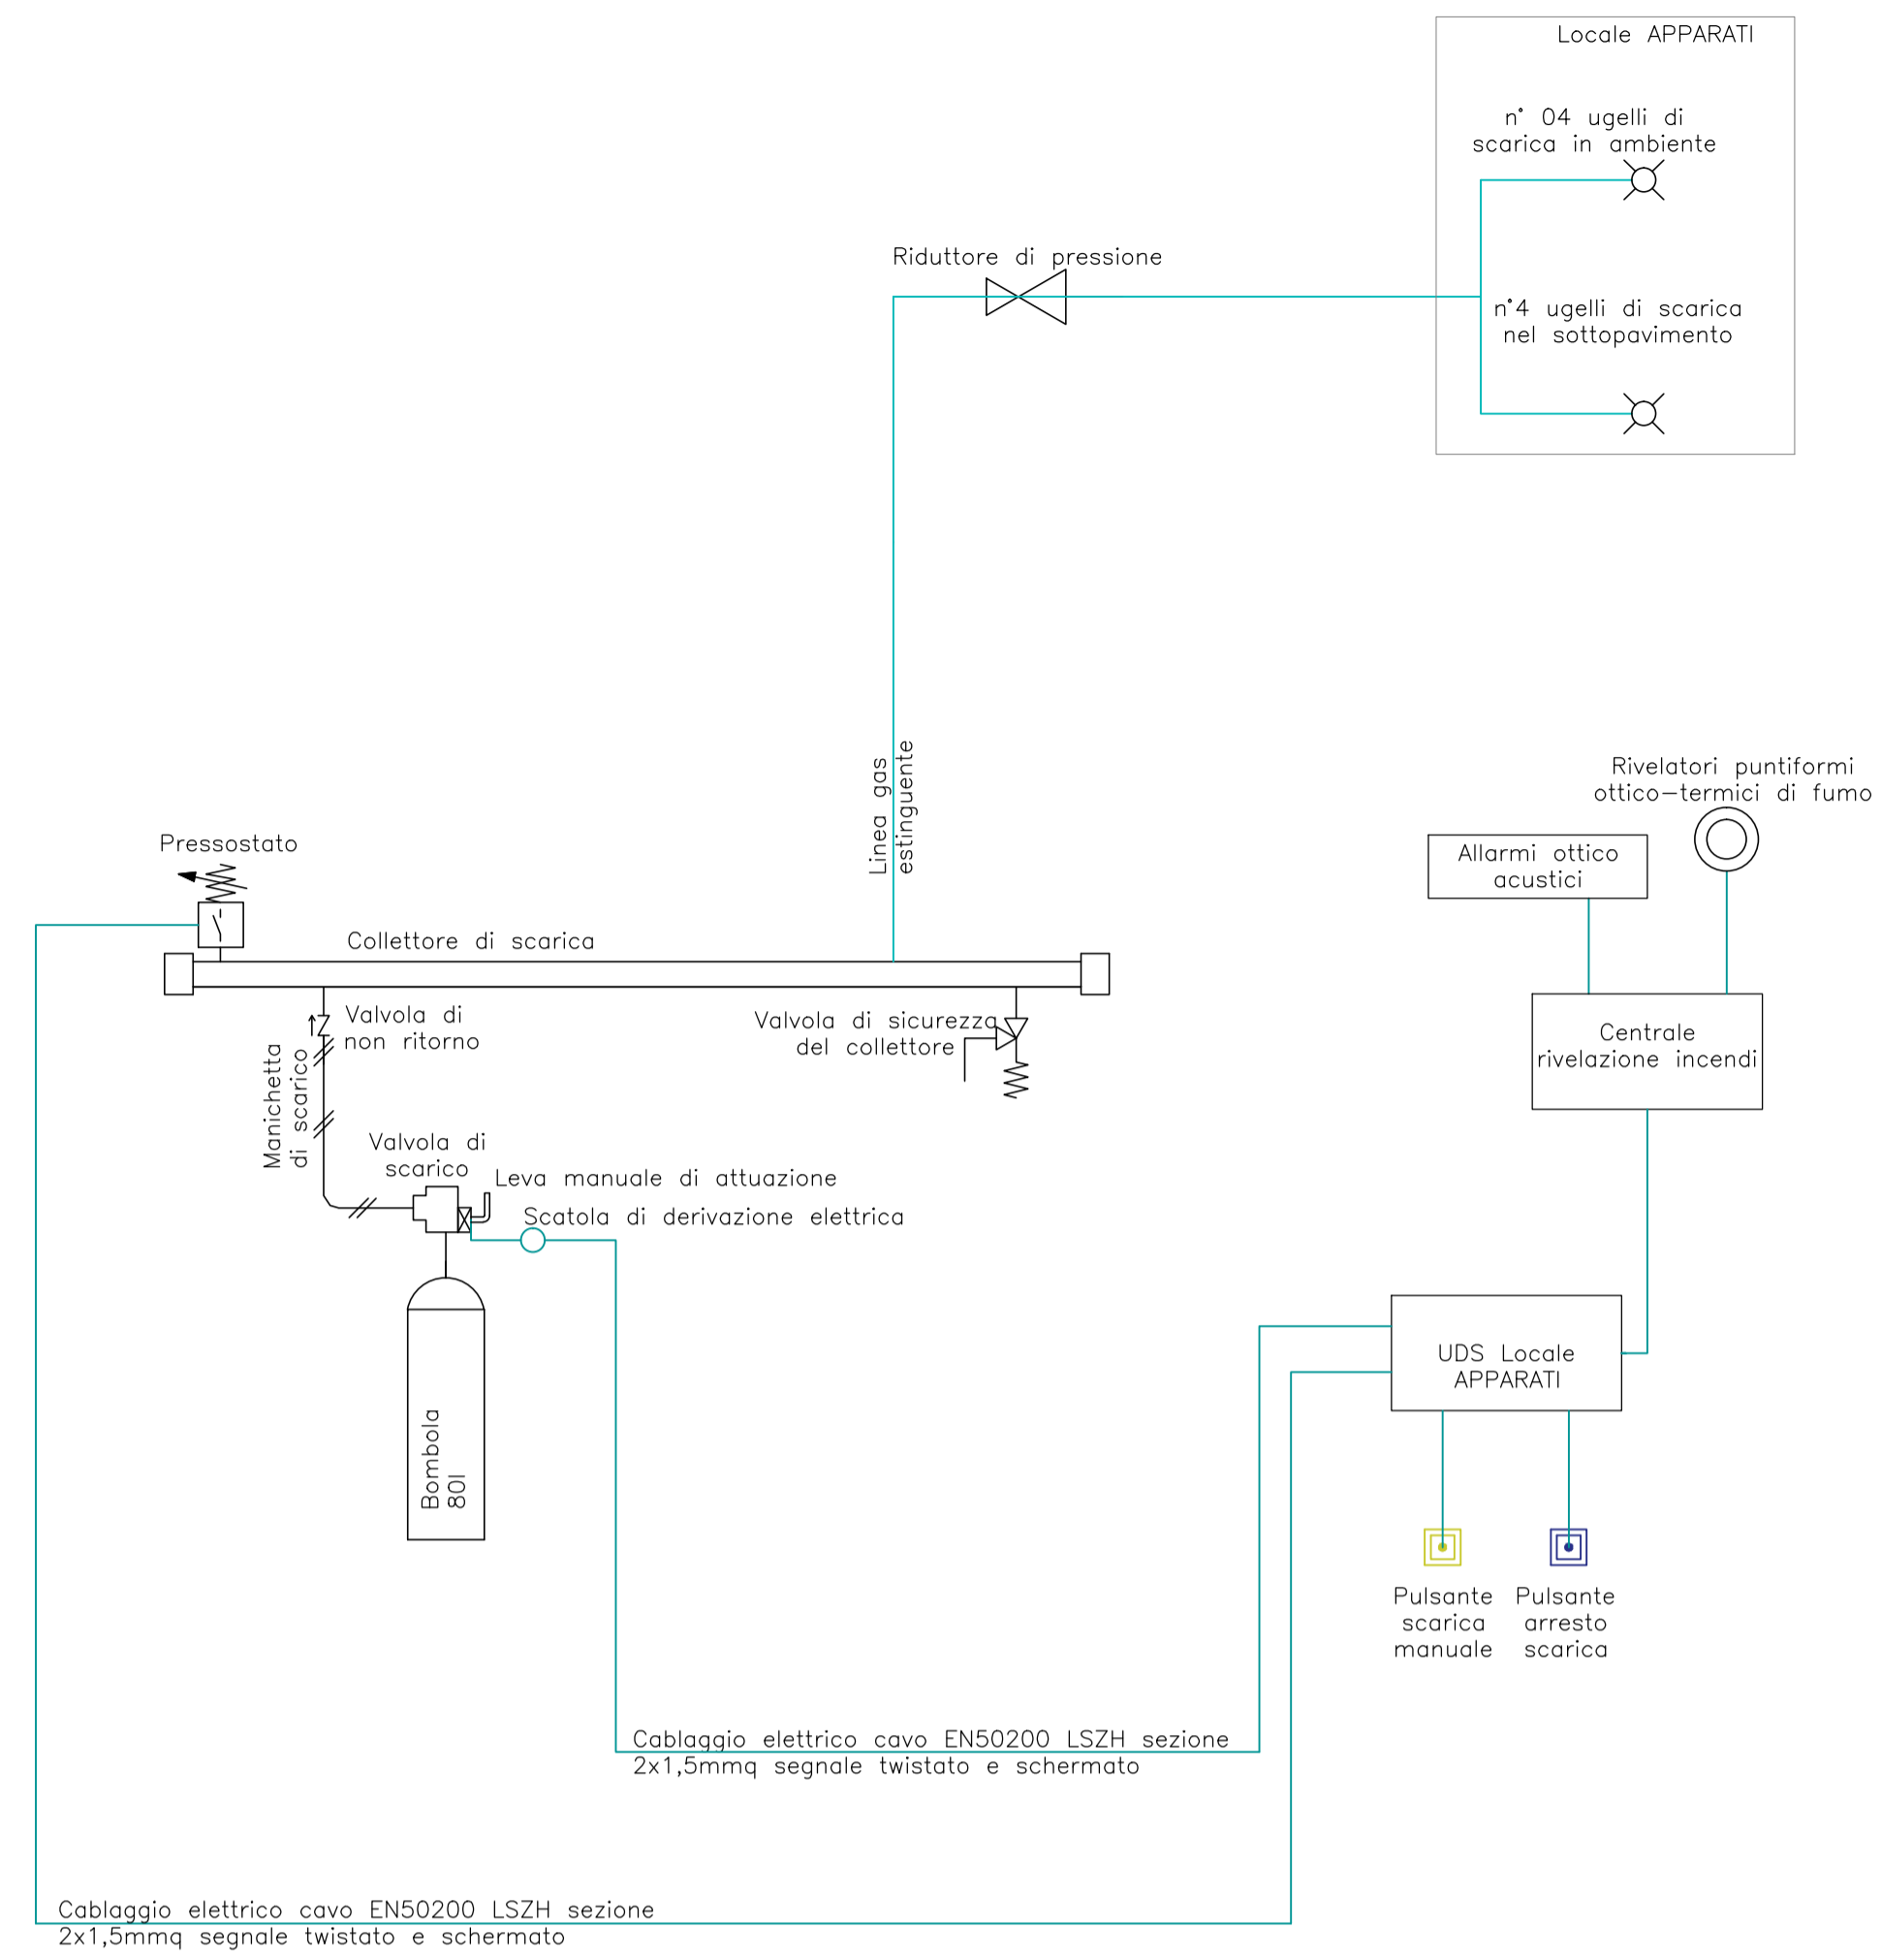 Locale APPARATI
n° 04 ugelli di
scarica in ambiente
Riduttore di pressione
n°4 ugelli di scarica
nel sottopavimento
Linea gas
estinguente
Rivelatori puntiformi
ottico-termici di fumo
Allarmi ottico
acustici
Pressostato
Collettore di scarica
Valvola di
non ritorno
Valvola di sicurezza
del collettore
Centrale
rivelazione incendi
Manichetta
di scarico
Valvola di
scarico
Leva manuale di attuazione
Scatola di derivazione elettrica
Bombola
80l
UDS Locale
APPARATI
Pulsante
scarica
manuale
Pulsante
arresto
scarica
Cablaggio elettrico cavo EN50200 LSZH sezione
2x1,5mmq segnale twistato e schermato
Cablaggio elettrico cavo EN50200 LSZH sezione
2x1,5mmq segnale twistato e schermato